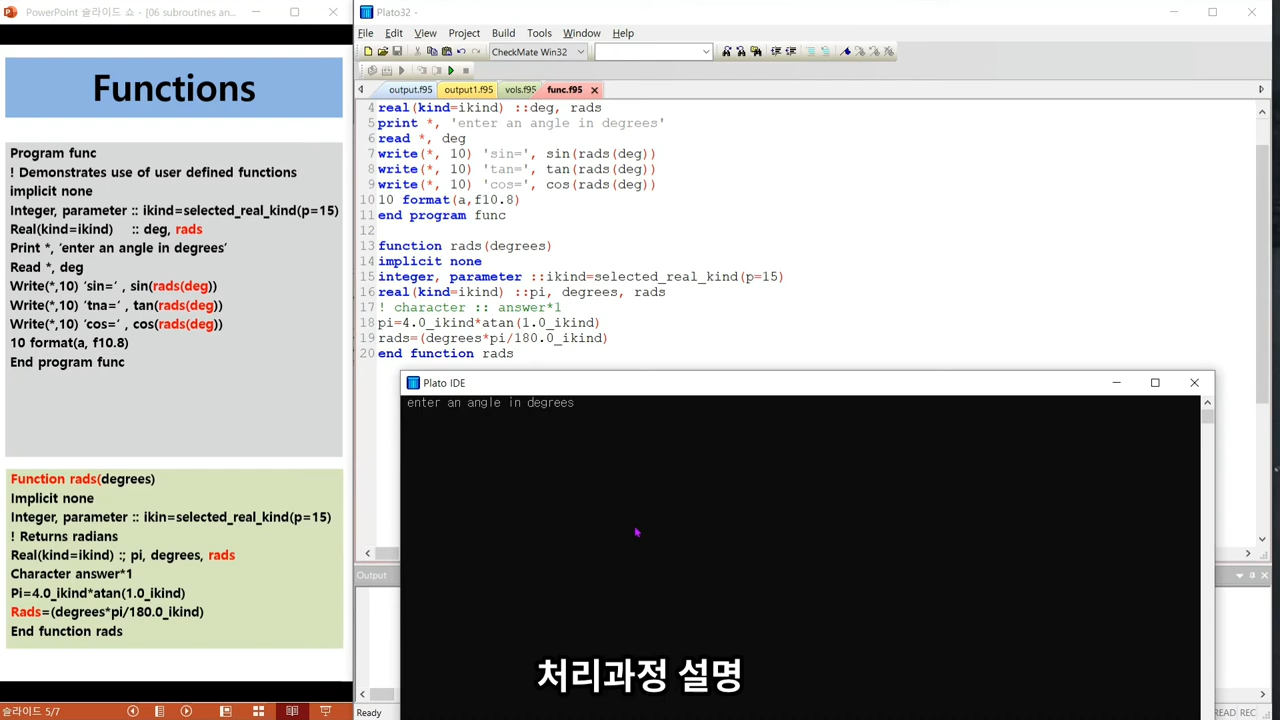 PowerPoint 슬라이드 쇼 - [06 subroutines an...
Functions
Program func
! Demonstrates use of user defined functions
implicit none
Integer, parameter :: ikind=selected_real_kind(p=15)
Real(kind=ikind) :: deg, rads
Print *, 'enter an angle in degrees'
Read *, deg
Write(*,10) 'sin=' , sin(rads(deg))
Write(*,10) 'tna=' , tan(rads(deg))
Write(*,10) 'cos=' , cos(rads(deg))
10 format(a, f10.8)
End program func
Function rads(degrees)
Implicit none
Integer, parameter :: ikin=selected_real_kind(p=15)
! Returns radians
Real(kind=ikind) :; pi, degrees, rads
Character answer*1
Pi=4.0_ikind*atan(1.0_ikind)
Rads=(degrees*pi/180.0_ikind)
End function rads
슬라이드 5/7
Plato32 -
File Edit View Project Build Tools Window Help
CheckMate Win32
output.f95 output1.f95 vols.f95 func.f95
4 real(kind=ikind) ::deg, rads
5 print *, 'enter an angle in degrees'
6 read *, deg
7 write(*, 10) 'sin=', sin(rads(deg))
8 write(*, 10) 'tan=', tan(rads(deg))
9 write(*, 10) 'cos=', cos(rads(deg))
10 10 format(a,f10.8)
11 end program func
12
13 function rads(degrees)
14 implicit none
15 integer, parameter ::ikind=selected_real_kind(p=15)
16 real(kind=ikind) ::pi, degrees, rads
17 ! character :: answer*1
18 pi=4.0_ikind*atan(1.0_ikind)
19 rads=(degrees*pi/180.0_ikind)
20 end function rads
Plato IDE
enter an angle in degrees
Output
처리과정 설명
Ready
READ REC